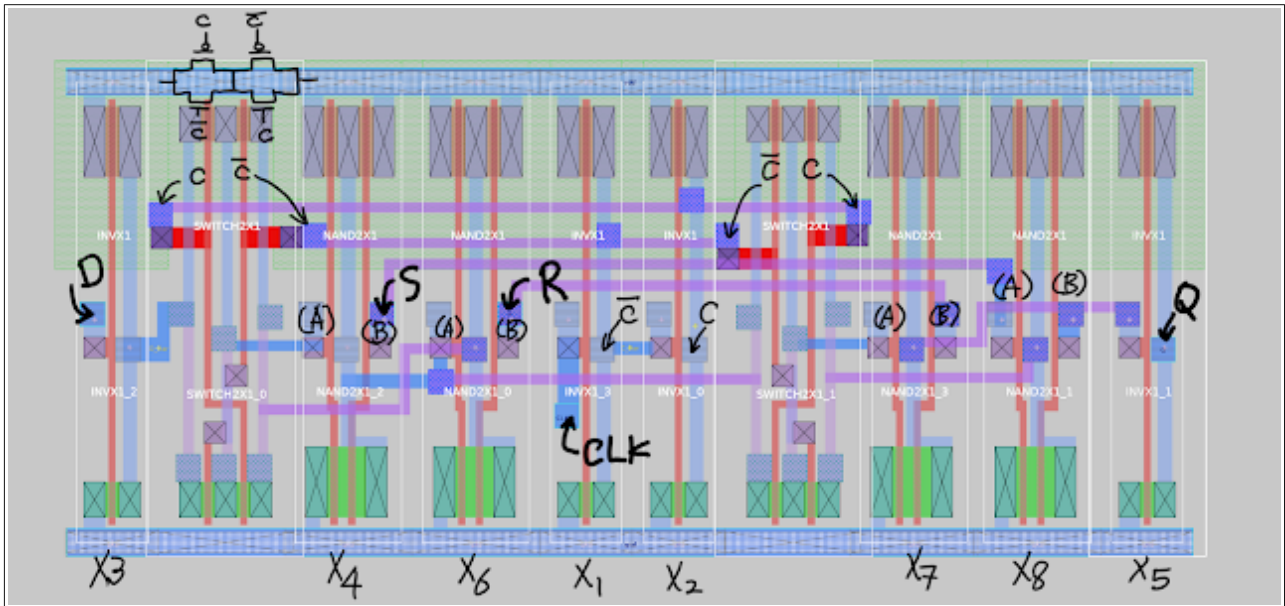 C C̅
C̅ C
C C̅ C̅ C
INVX1 SWITCH2X1 NAND2X1 NAND2X1 INVX1 INVX1 SWITCH2X1 NAND2X1 NAND2X1 INVX1
D S R (A) (B) Q
(A) (B) (A) (B) C̅ C (A) (B)
INVX1_2 SWITCH2X1_0 NAND2X1_2 NAND2X1_0 INVX1_3 INVX1_0 SWITCH2X1_1 NAND2X1_3 NAND2X1_1 INVX1_1
CLK
X3 X4 X6 X1 X2 X7 X8 X5